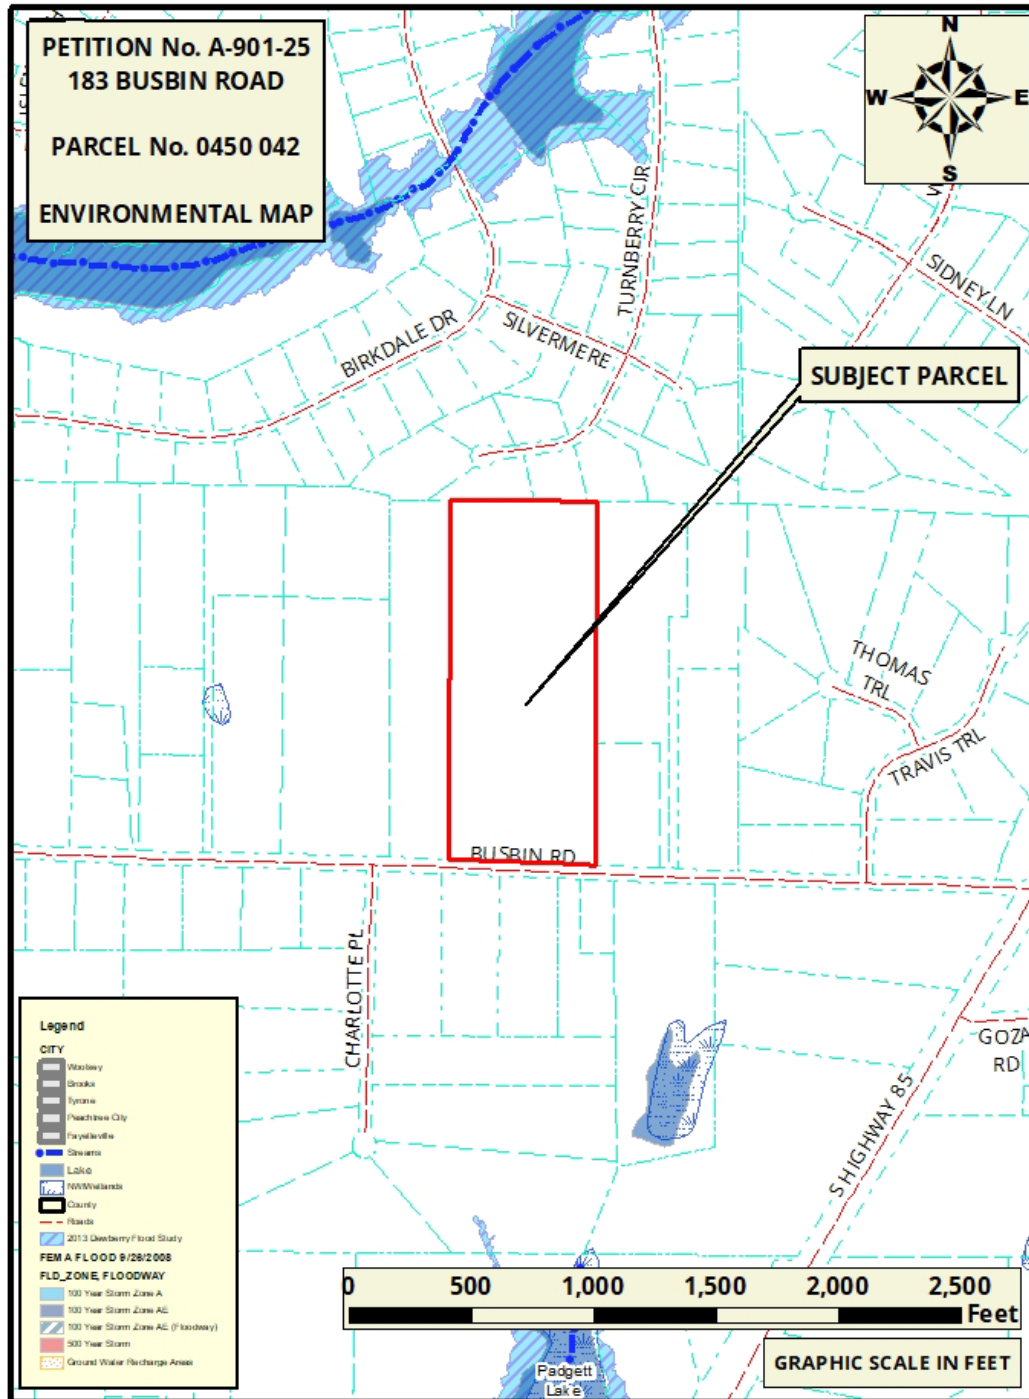 PETITION No. A-901-25
183 BUSBIN ROAD
PARCEL No. 0450 042
ENVIRONMENTAL MAP
N
W
E
S
SIDNEY LN
TURNBERRY CIR
SILVERMERE
BIRKDALE DR
SUBJECT PARCEL
THOMAS
TRL
TRAVIS TRL
BUSBIN RD
CHARLOTTE PL
GOZA
RD
S HIGHWAY 85
Legend
CITY
Woolsey
Brooks
Tyrone
Peachtree City
Fayetteville
Streams
Lake
NWIWetlands
County
Roads
2013 Dewberry Flood Study
FEMA FLOOD 9/26/2008
FLD_ZONE, FLOODWAY
100 Year Storm Zone A
100 Year Storm Zone AE
100 Year Storm Zone AE (Floodway)
500 Year Storm
Ground Water Recharge Areas
0 500 1,000 1,500 2,000 2,500
Feet
GRAPHIC SCALE IN FEET
Padgett
Lake